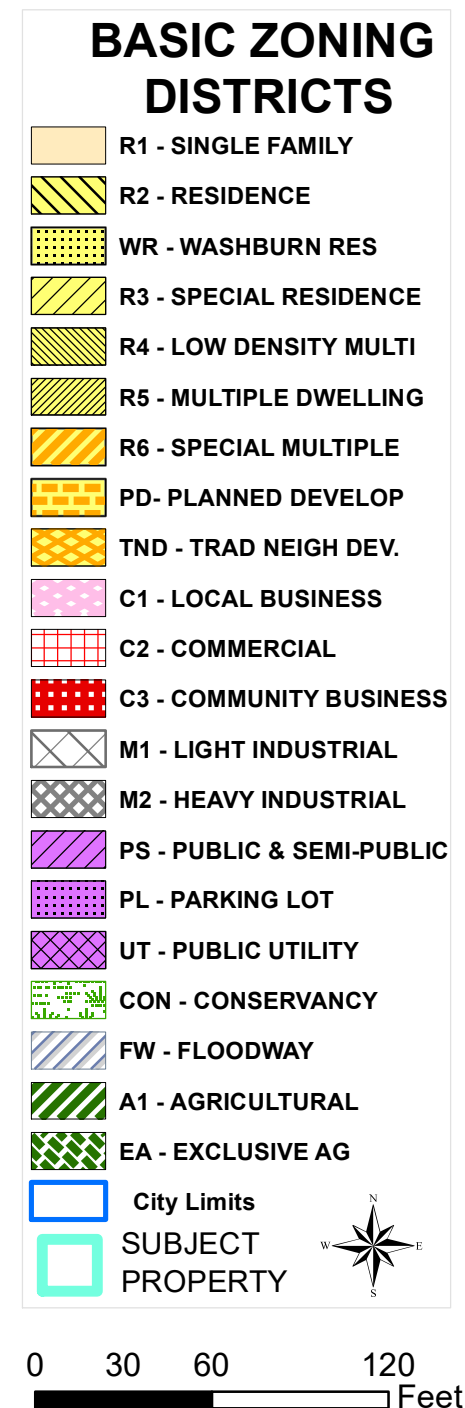 BASIC ZONING
DISTRICTS
R1 - SINGLE FAMILY
R2 - RESIDENCE
WR - WASHBURN RES
R3 - SPECIAL RESIDENCE
R4 - LOW DENSITY MULTI
R5 - MULTIPLE DWELLING
R6 - SPECIAL MULTIPLE
PD- PLANNED DEVELOP
TND - TRAD NEIGH DEV.
C1 - LOCAL BUSINESS
C2 - COMMERCIAL
C3 - COMMUNITY BUSINESS
M1 - LIGHT INDUSTRIAL
M2 - HEAVY INDUSTRIAL
PS - PUBLIC & SEMI-PUBLIC
PL - PARKING LOT
UT - PUBLIC UTILITY
CON - CONSERVANCY
FW - FLOODWAY
A1 - AGRICULTURAL
EA - EXCLUSIVE AG
City Limits
SUBJECT
PROPERTY
N
W E
S
0 30 60 120
Feet